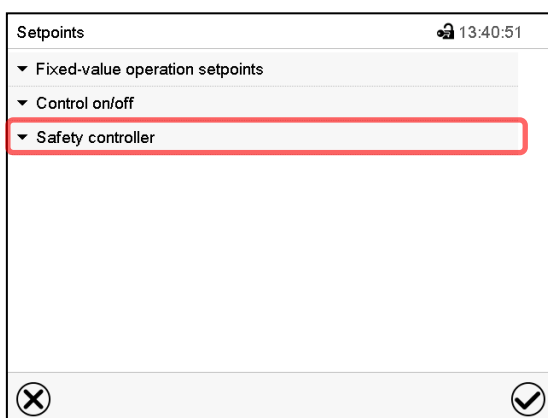 Setpoints 13:40:51
Fixed-value operation setpoints
Control on/off
Safety controller